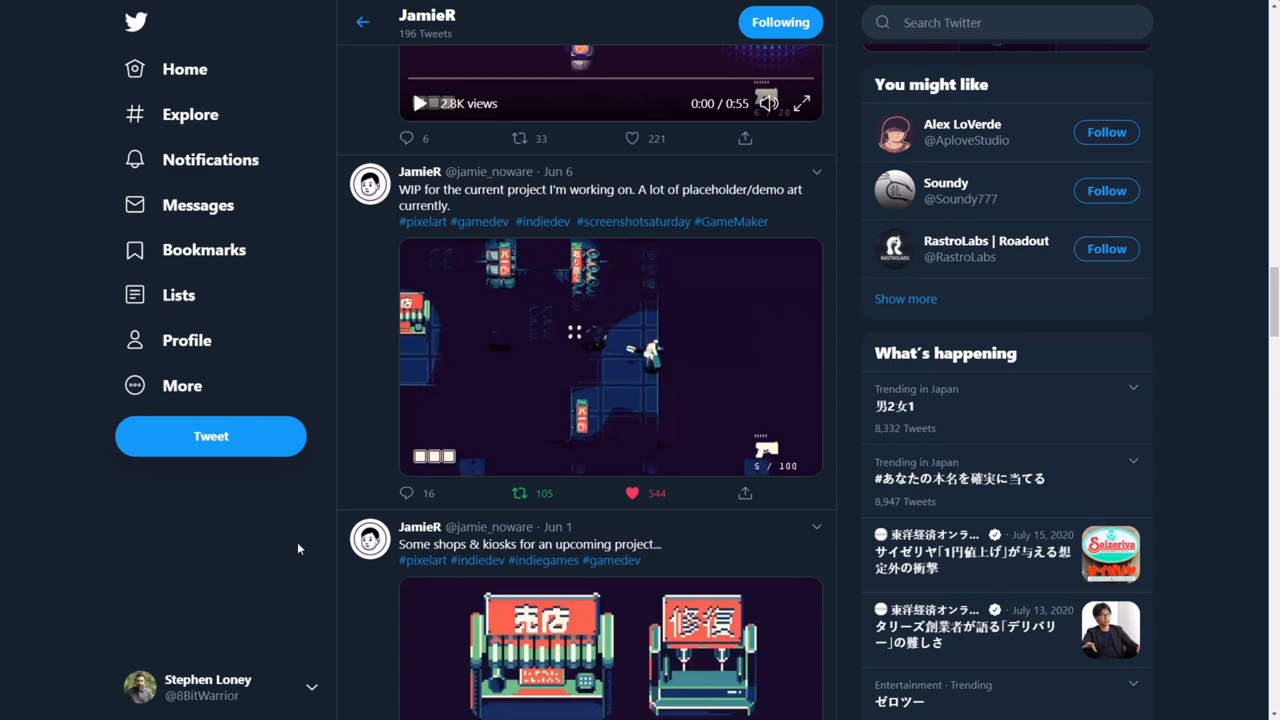 Home
Explore
Notifications
Messages
Bookmarks
Lists
Profile
More
Tweet
Stephen Loney
@8BitWarrior
JamieR
196 Tweets
Following
2.8K views
0:00 / 0:55
6
33
221
JamieR @jamie_noware · Jun 6
WIP for the current project I'm working on. A lot of placeholder/demo art
currently.
#pixelart #gamedev #indiedev #screenshotsaturday #GameMaker
店
5 / 100
16
105
544
JamieR @jamie_noware · Jun 1
Some shops & kiosks for an upcoming project...
#pixelart #indiedev #indiegames #gamedev
売店
修復
Search Twitter
You might like
Alex LoVerde
@AploveStudio
Follow
Soundy
@Soundy777
Follow
RastroLabs | Roadout
@RastroLabs
Follow
Show more
What's happening
Trending in Japan
男2女1
8,332 Tweets
Trending in Japan
#あなたの本名を確実に当てる
8,947 Tweets
東洋経済オンラ... · July 15, 2020
サイゼリヤ「1円値上げ」が与える想
定外の衝撃
Saizeriya
東洋経済オンラ... · July 13, 2020
タリーズ創業者が語る「デリバリ
ー」の難しさ
Entertainment · Trending
ゼロツー